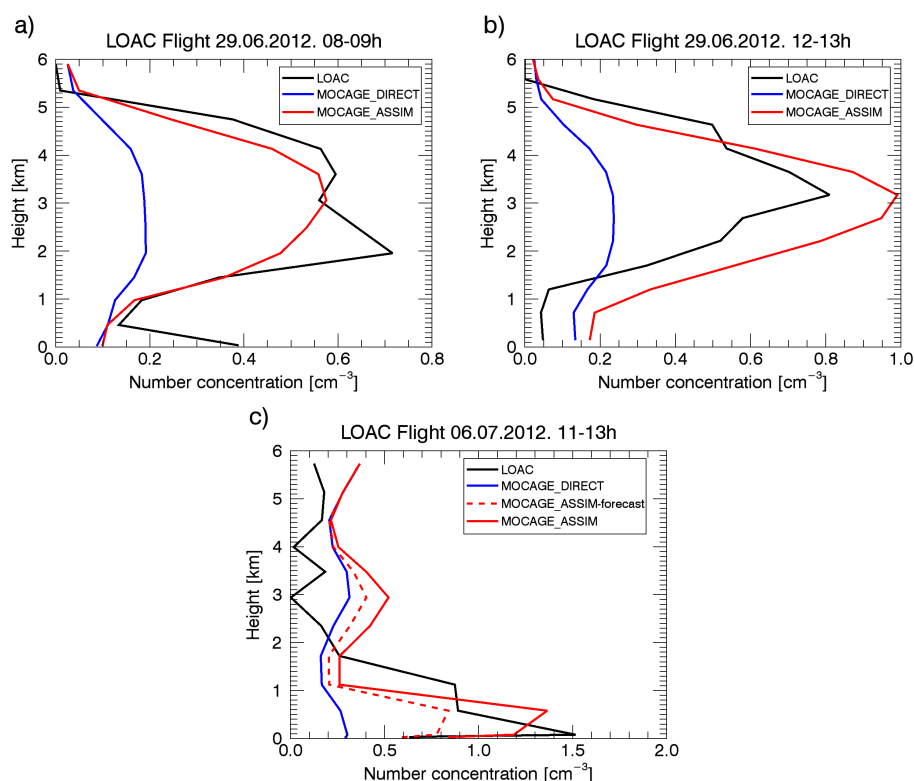 a)
LOAC Flight 29.06.2012. 08-09h
LOAC
MOCAGE_DIRECT
MOCAGE_ASSIM
Height [km]
6
5
4
3
2
1
0
0.0 0.2 0.4 0.6 0.8
Number concentration [cm⁻³]
b)
LOAC Flight 29.06.2012. 12-13h
LOAC
MOCAGE_DIRECT
MOCAGE_ASSIM
Height [km]
6
5
4
3
2
1
0
0.0 0.2 0.4 0.6 0.8 1.0
Number concentration [cm⁻³]
c)
LOAC Flight 06.07.2012. 11-13h
LOAC
MOCAGE_DIRECT
MOCAGE_ASSIM-forecast
MOCAGE_ASSIM
Height [km]
6
5
4
3
2
1
0
0.0 0.5 1.0 1.5 2.0
Number concentration [cm⁻³]